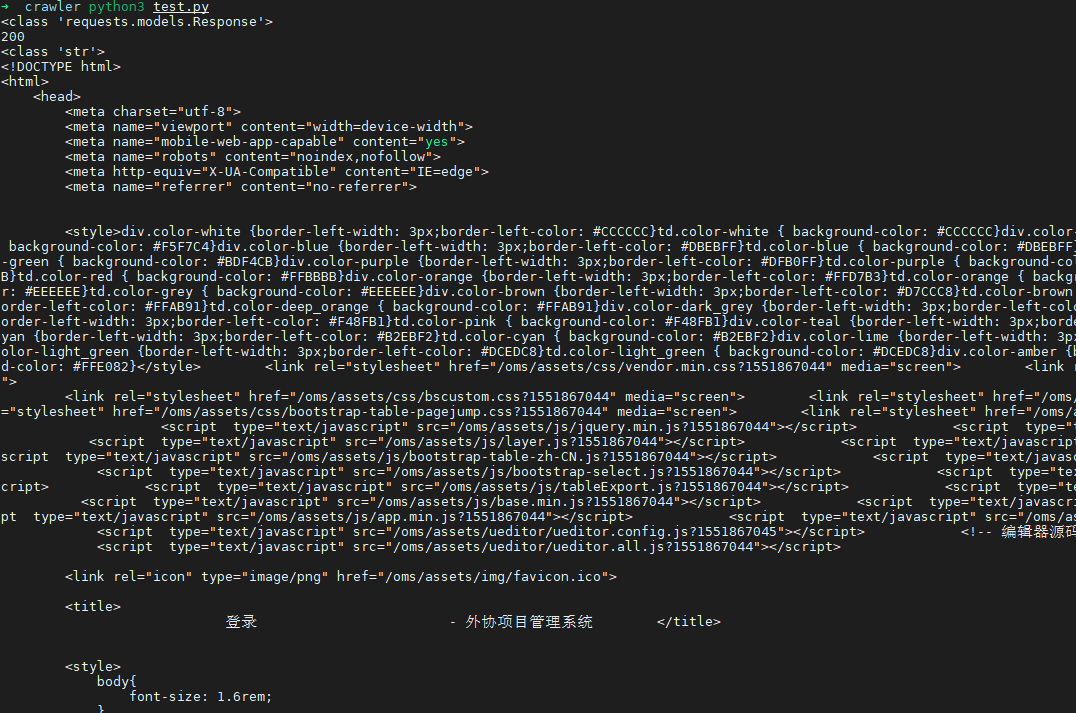 ➜  crawler python3 test.py
<class 'requests.models.Response'>
200
<class 'str'>
<!DOCTYPE html>
<html>
    <head>
        <meta charset="utf-8">
        <meta name="viewport" content="width=device-width">
        <meta name="mobile-web-app-capable" content="yes">
        <meta name="robots" content="noindex,nofollow">
        <meta http-equiv="X-UA-Compatible" content="IE=edge">
        <meta name="referrer" content="no-referrer">
        <style>div.color-white {border-left-width: 3px;border-left-color: #CCCCCC}td.color-white { background-color: #CCCCCC}div.color-
 background-color: #F5F7C4}div.color-blue {border-left-width: 3px;border-left-color: #DBEBFF}td.color-blue { background-color: #DBEBFF}
-green { background-color: #BDF4CB}div.color-purple {border-left-width: 3px;border-left-color: #DFB0FF}td.color-purple { background-col
B}td.color-red { background-color: #FFBBBB}div.color-orange {border-left-width: 3px;border-left-color: #FFD7B3}td.color-orange { backg
r: #EEEEEE}td.color-grey { background-color: #EEEEEE}div.color-brown {border-left-width: 3px;border-left-color: #D7CCC8}td.color-brown
order-left-color: #FFAB91}td.color-deep_orange { background-color: #FFAB91}div.color-dark_grey {border-left-width: 3px;border-left-colo
order-left-width: 3px;border-left-color: #F48FB1}td.color-pink { background-color: #F48FB1}div.color-teal {border-left-width: 3px;borde
yan {border-left-width: 3px;border-left-color: #B2EBF2}td.color-cyan { background-color: #B2EBF2}div.color-lime {border-left-width: 3px
olor-light_green {border-left-width: 3px;border-left-color: #DCEDC8}td.color-light_green { background-color: #DCEDC8}div.color-amber {b
d-color: #FFE082}</style>        <link rel="stylesheet" href="/oms/assets/css/vendor.min.css?1551867044" media="screen">        <link r
">
        <link rel="stylesheet" href="/oms/assets/css/bscustom.css?1551867044" media="screen">        <link rel="stylesheet" href="/oms/
="stylesheet" href="/oms/assets/css/bootstrap-table-pagejump.css?1551867044" media="screen">        <link rel="stylesheet" href="/oms/a
                    <script  type="text/javascript" src="/oms/assets/js/jquery.min.js?1551867044"></script>            <script  type="t
           <script  type="text/javascript" src="/oms/assets/js/layer.js?1551867044"></script>            <script  type="text/javascript
script  type="text/javascript" src="/oms/assets/js/bootstrap-table-zh-CN.js?1551867044"></script>            <script  type="text/javasc
            <script  type="text/javascript" src="/oms/assets/js/bootstrap-select.js?1551867044"></script>            <script  type="tex
cript>            <script  type="text/javascript" src="/oms/assets/js/tableExport.js?1551867044"></script>            <script  type="te
          <script  type="text/javascript" src="/oms/assets/js/base.min.js?1551867044"></script>            <script  type="text/javascri
pt  type="text/javascript" src="/oms/assets/js/app.min.js?1551867044"></script>            <script  type="text/javascript" src="/oms/as
            <script  type="text/javascript" src="/oms/assets/ueditor/ueditor.config.js?1551867045"></script>            <!-- 编辑器源码
            <script  type="text/javascript" src="/oms/assets/ueditor/ueditor.all.js?1551867044"></script>
        <link rel="icon" type="image/png" href="/oms/assets/img/favicon.ico">
        <title>
                            登录                        - 外协项目管理系统        </title>
        <style>
            body{
                font-size: 1.6rem;
            }